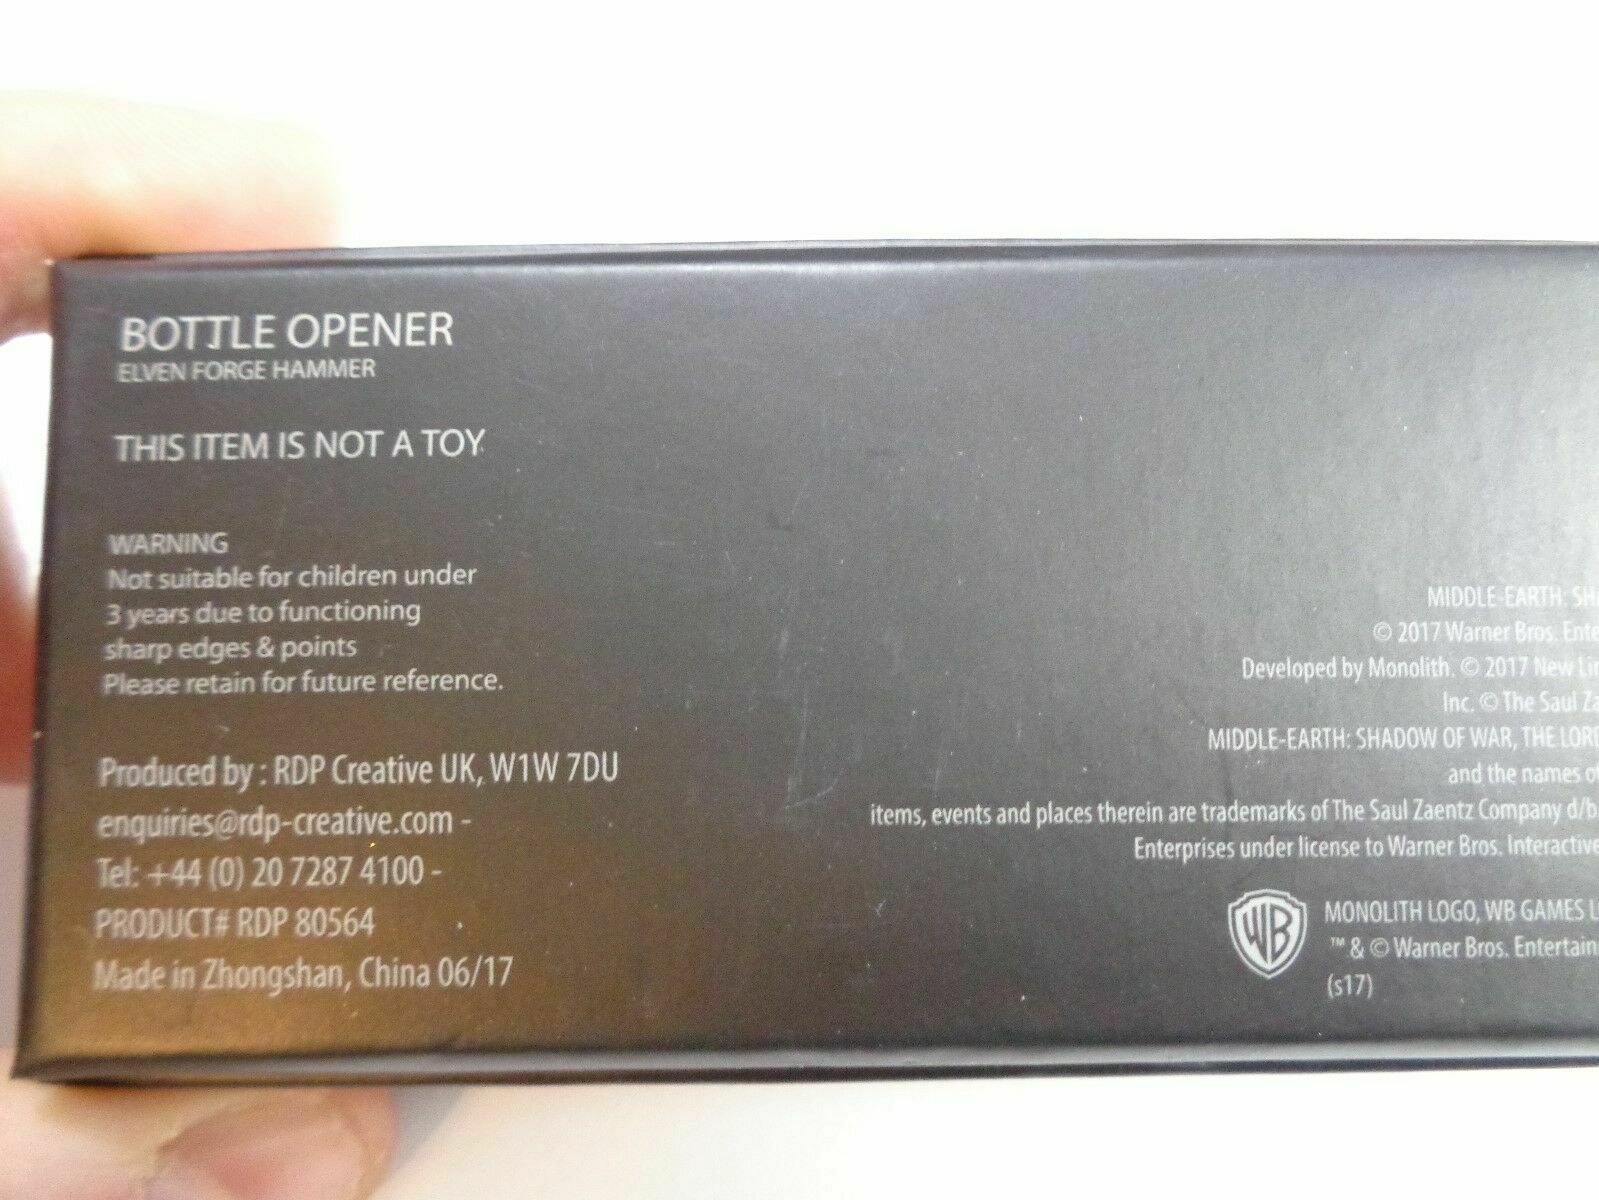 BOTTLE OPENER
ELVEN FORGE HAMMER
THIS ITEM IS NOT A TOY.
WARNING
Not suitable for children under
3 years due to functioning
sharp edges & points
Please retain for future reference.
Produced by : RDP Creative UK, W1W 7DU
enquiries@rdp-creative.com -
Tel: +44 (0) 20 7287 4100 -
PRODUCT# RDP 80564
Made in Zhongshan, China 06/17
MIDDLE-EARTH:
© 2017 Warner Bros.
Developed by Monolith. © 2017 New
Inc. © The Saul
MIDDLE-EARTH: SHADOW OF WAR, THE
and the names
items, events and places therein are trademarks of The Saul Zaentz Company
Enterprises under license to Warner Bros. Interactive
WB
MONOLITH LOGO, WB GAMES
™ & © Warner Bros.
(s17)